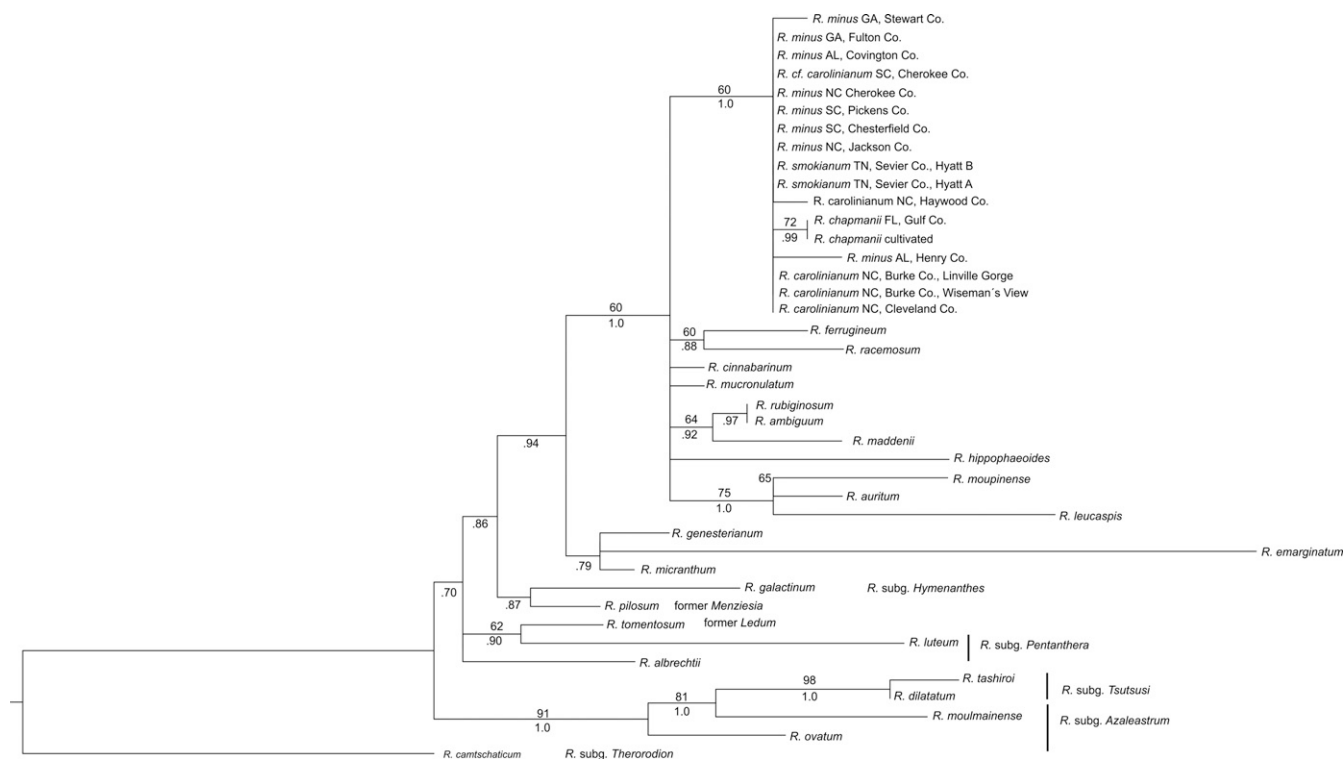 R. minus GA, Stewart Co.
R. minus GA, Fulton Co.
R. minus AL, Covington Co.
R. cf. carolinianum SC, Cherokee Co.
60
R. minus NC Cherokee Co.
1.0
R. minus SC, Pickens Co.
R. minus SC, Chesterfield Co.
R. minus NC, Jackson Co.
R. smokianum TN, Sevier Co., Hyatt B
R. smokianum TN, Sevier Co., Hyatt A
R. carolinianum NC, Haywood Co.
72
R. chapmanii FL, Gulf Co.
.99
R. chapmanii cultivated
R. minus AL, Henry Co.
R. carolinianum NC, Burke Co., Linville Gorge
R. carolinianum NC, Burke Co., Wiseman´s View
R. carolinianum NC, Cleveland Co.
60
1.0
60
R. ferrugineum
.88
R. racemosum
R. cinnabarinum
R. mucronulatum
R. rubiginosum
64
.97
R. ambiguum
.92
R. maddenii
.94
R. hippophaeoides
65
R. moupinense
75
R. auritum
1.0
R. leucaspis
.86
R. genesterianum
R. emarginatum
.79
R. micranthum
.70
R. galactinum R. subg. Hymenanthes
.87
R. pilosum former Menziesia
62
R. tomentosum former Ledum
.90
R. luteum R. subg. Pentanthera
R. albrechtii
98
R. tashiroi
1.0
R. dilatatum
R. subg. Tsutsusi
81
1.0
91
R. moulmainense
R. subg. Azaleastrum
1.0
R. ovatum
R. camtschaticum R. subg. Therorodion